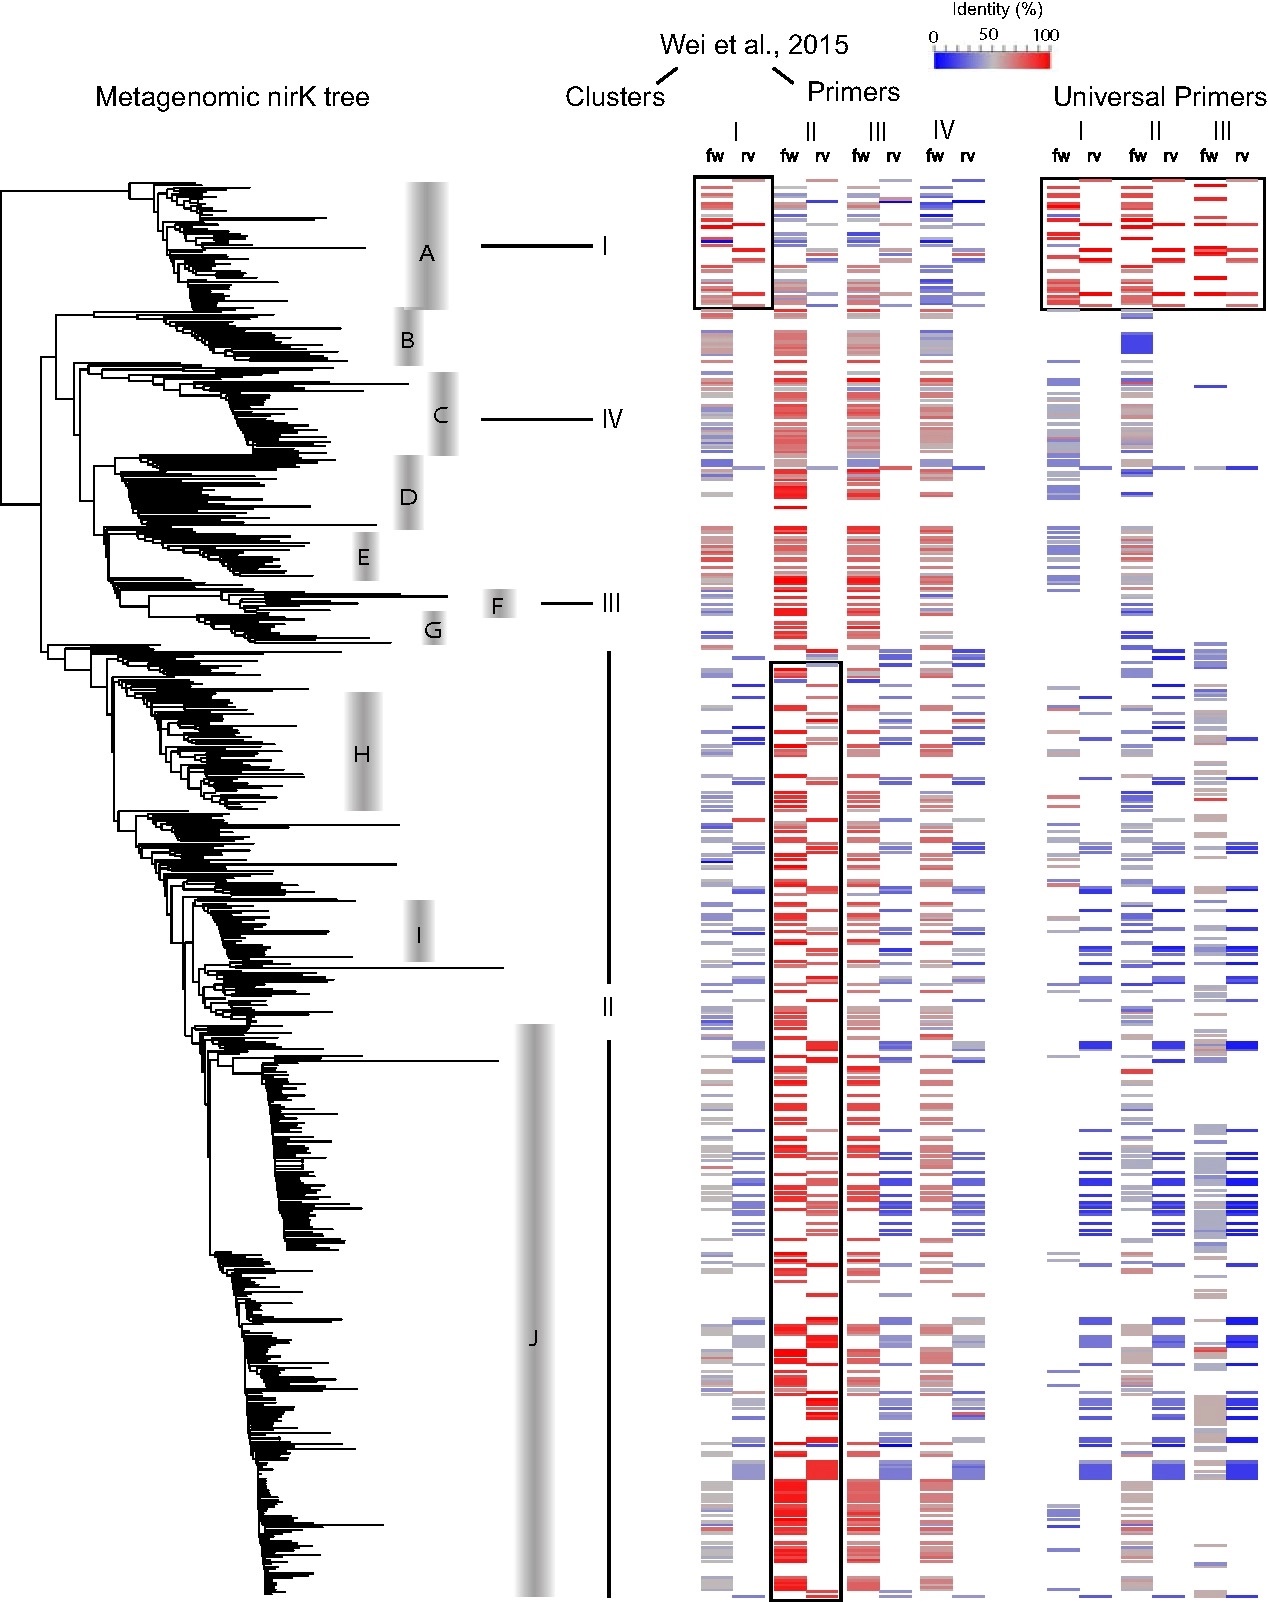 Identity (%)
0 50 100
Wei et al., 2015
Metagenomic nirK tree
Clusters
Primers
Universal Primers
I II III IV I II III
fw rv fw rv fw rv fw rv fw rv fw rv fw rv
A
I
B
C
IV
D
E
F
III
G
H
I
II
J